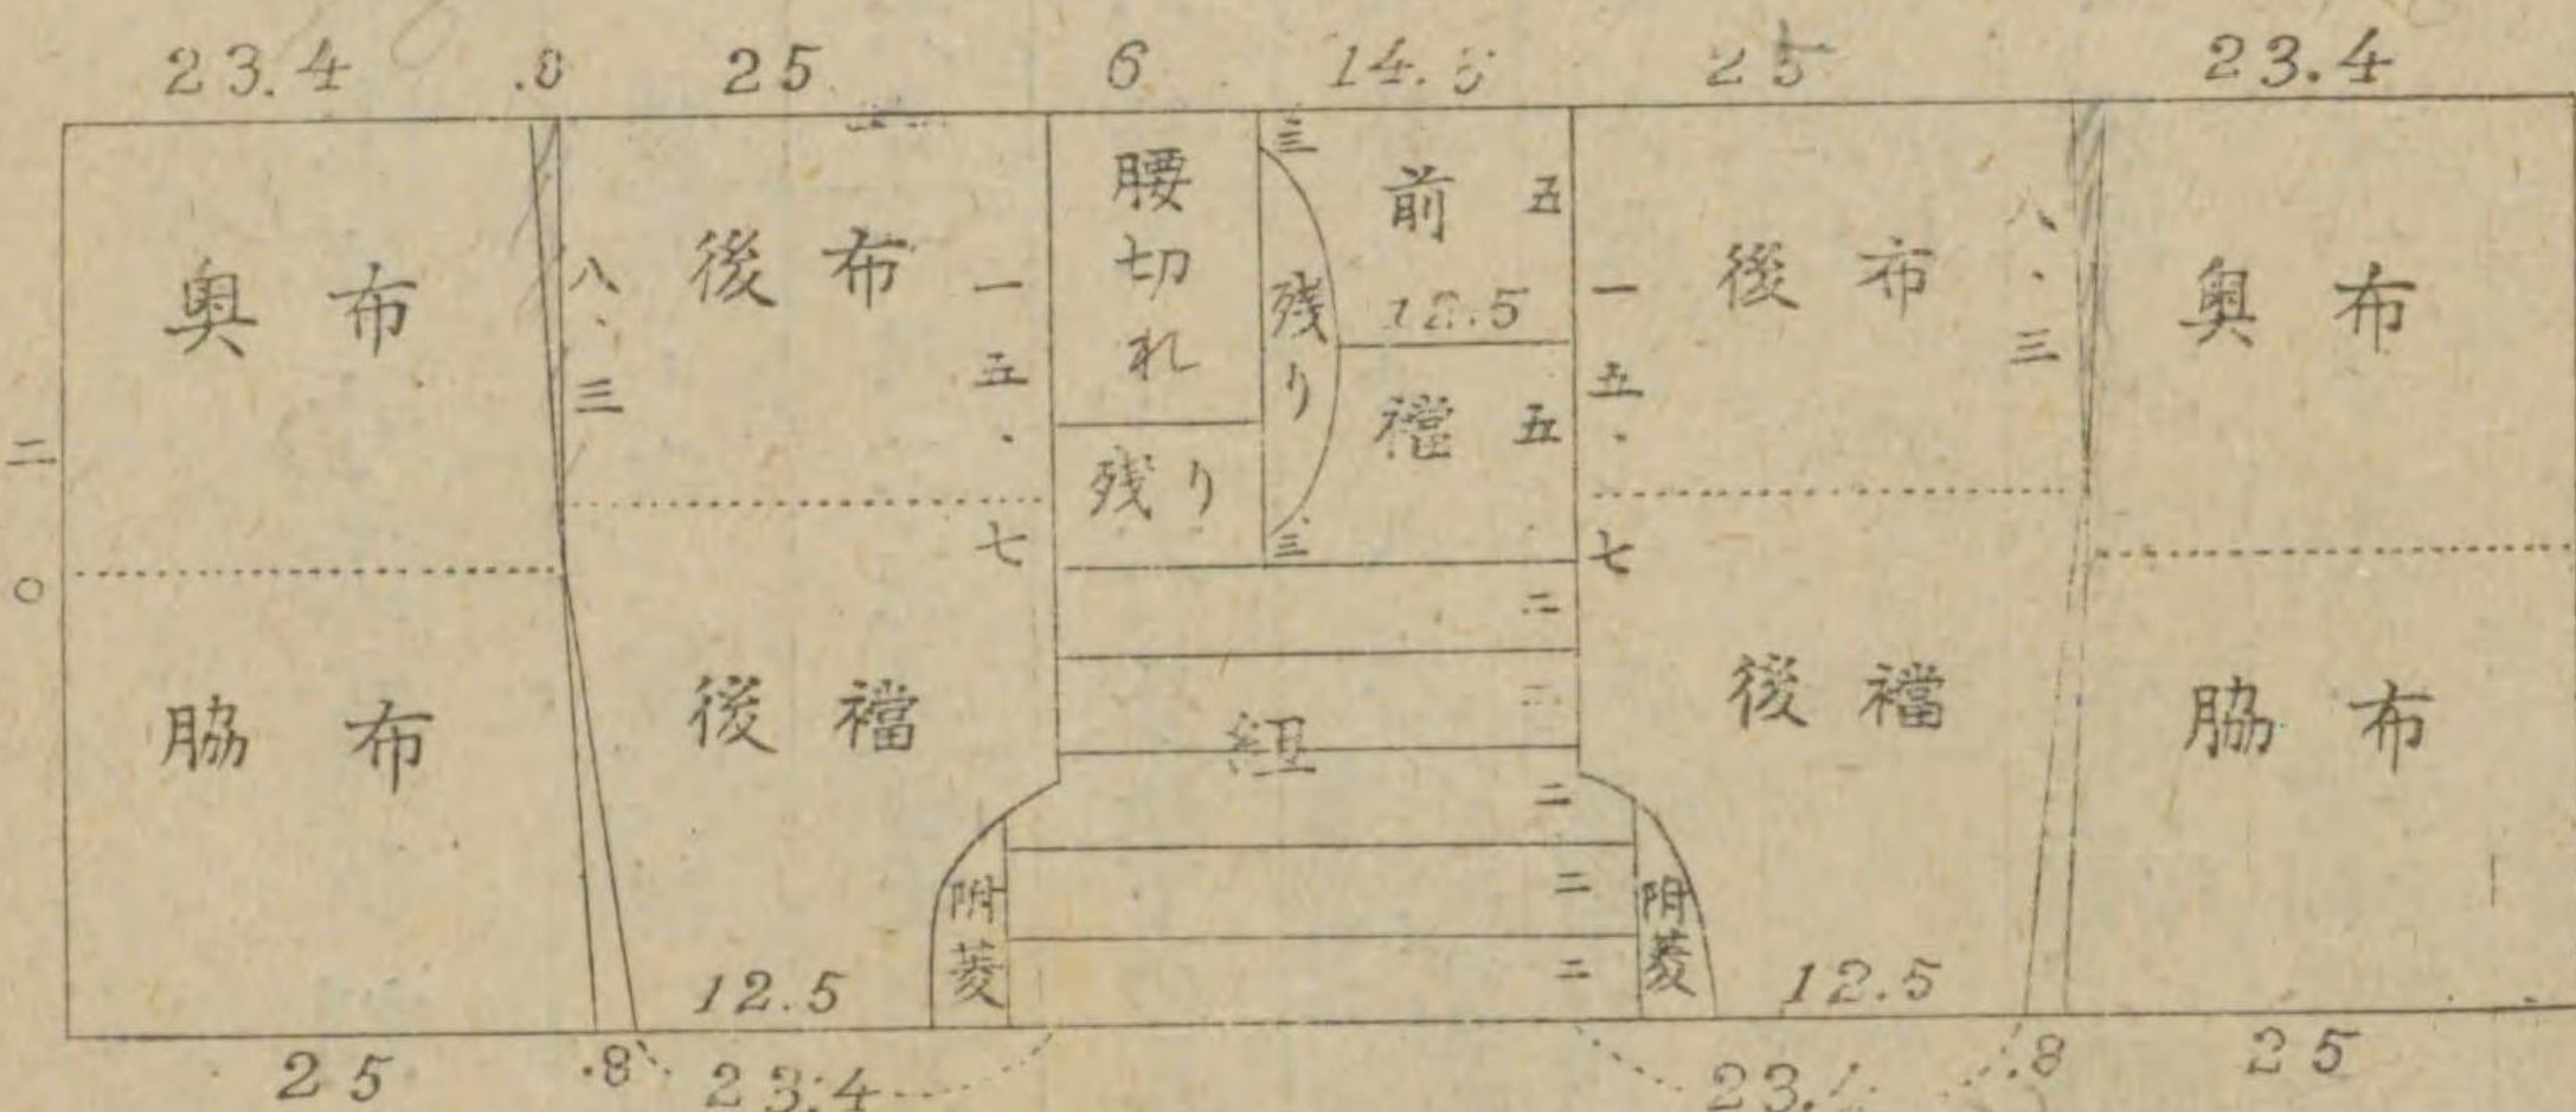 23.4 .8 25 6 14. 25 23.4
奥布
八.三
後布
一五.七
腰切れ
残り
三
残り
三
前 五
12.5
襠 五
一五.七
後布
八.三
奥布
二〇
脇布
後襠
12.5
附菱
紐
二
二
二
二
二
附菱
後襠
12.5
脇布
25 .8 23.4 23. .8 25